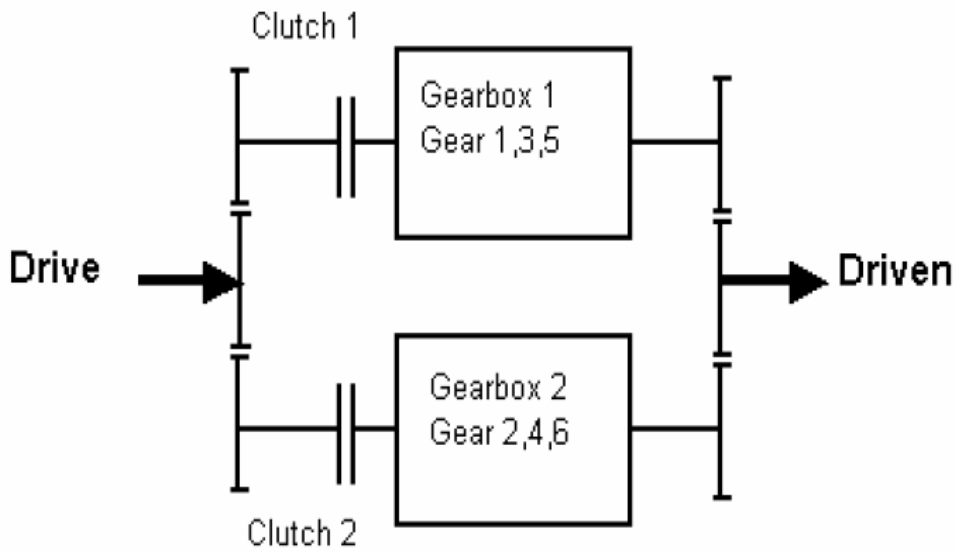 Clutch 1
Gearbox 1
Gear 1,3,5
Drive
Driven
Gearbox 2
Gear 2,4,6
Clutch 2